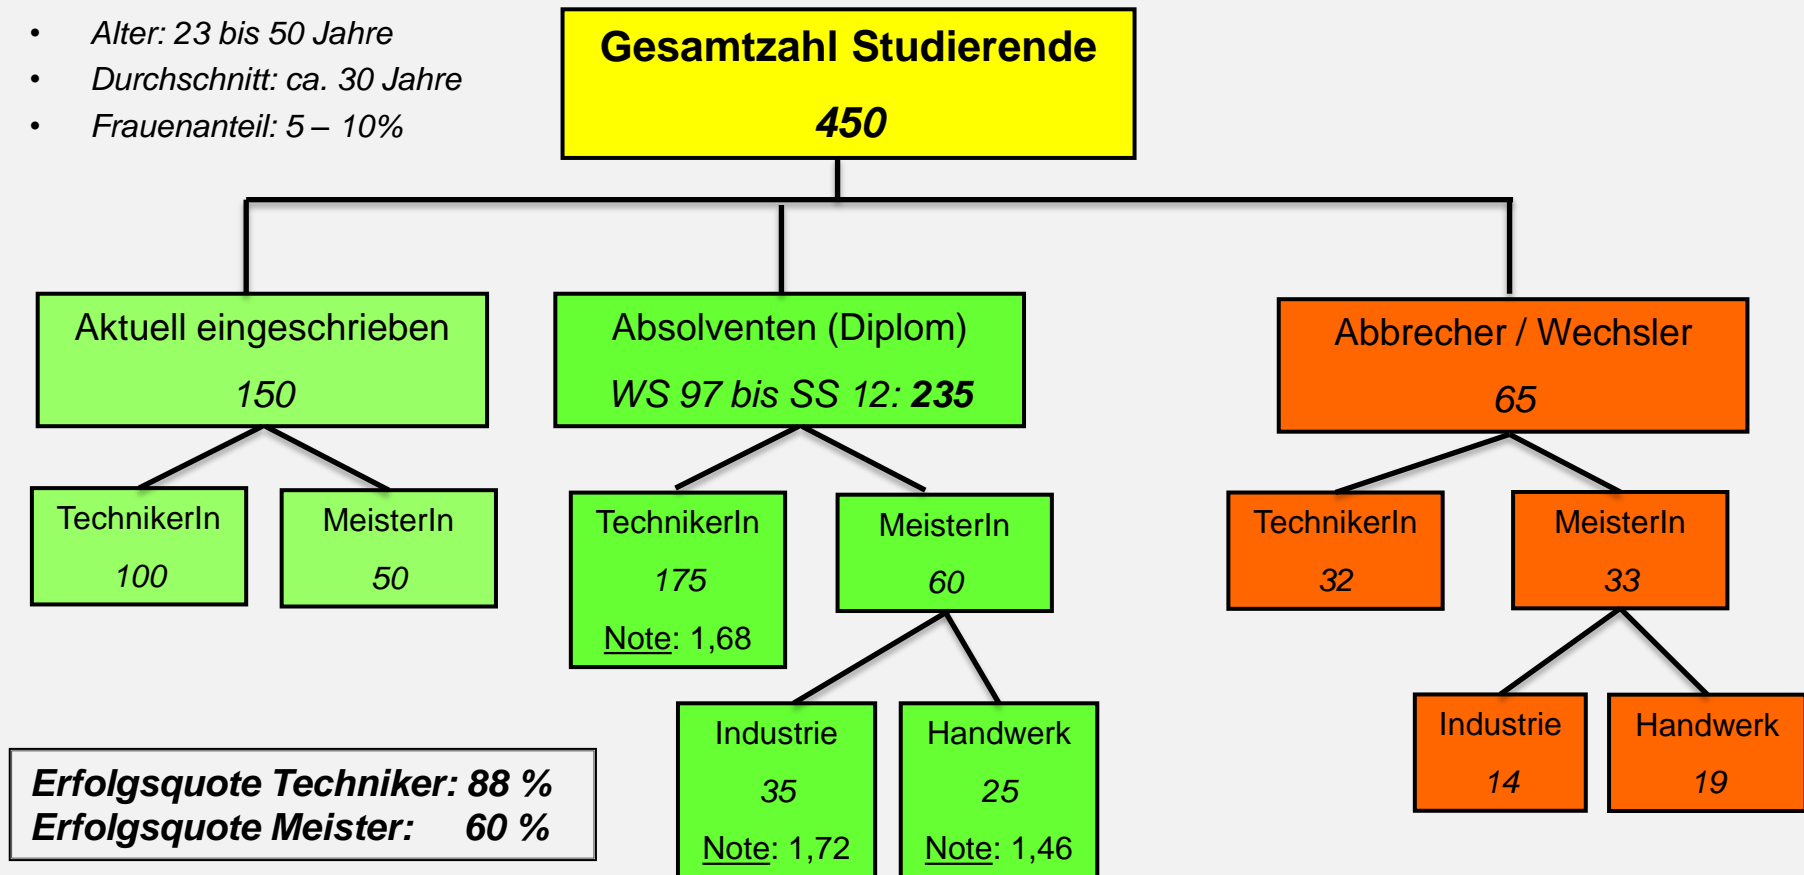 • Alter: 23 bis 50 Jahre
• Durchschnitt: ca. 30 Jahre
• Frauenanteil: 5 – 10%
Gesamtzahl Studierende
450
Aktuell eingeschrieben
150
Absolventen (Diplom)
WS 97 bis SS 12: 235
Abbrecher / Wechsler
65
TechnikerIn
100
MeisterIn
50
TechnikerIn
175
Note: 1,68
MeisterIn
60
TechnikerIn
32
MeisterIn
33
Industrie
35
Note: 1,72
Handwerk
25
Note: 1,46
Industrie
14
Handwerk
19
Erfolgsquote Techniker: 88 %
Erfolgsquote Meister: 60 %